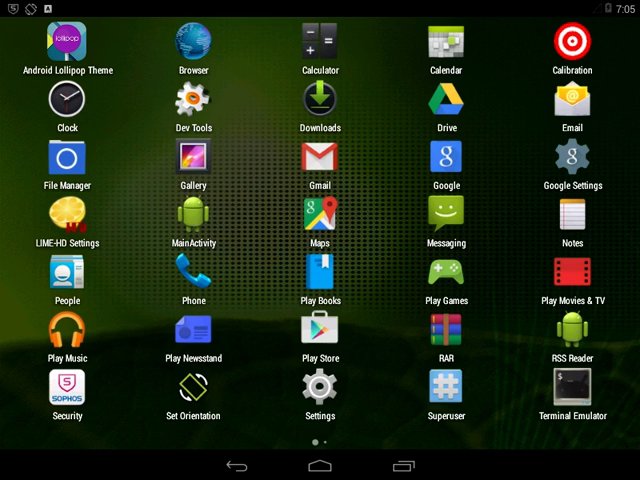 7:05
lollipop
Android Lollipop Theme Browser Calculator Calendar Calibration
Clock Dev Tools Downloads Drive Email
File Manager Gallery Gmail Google Google Settings
HD
LIME-HD Settings MainActivity Maps Messaging Notes
People Phone Play Books Play Games Play Movies & TV
Play Music Play Newsstand Play Store RAR RSS Reader
SOPHOS
Security Set Orientation Settings Superuser Terminal Emulator